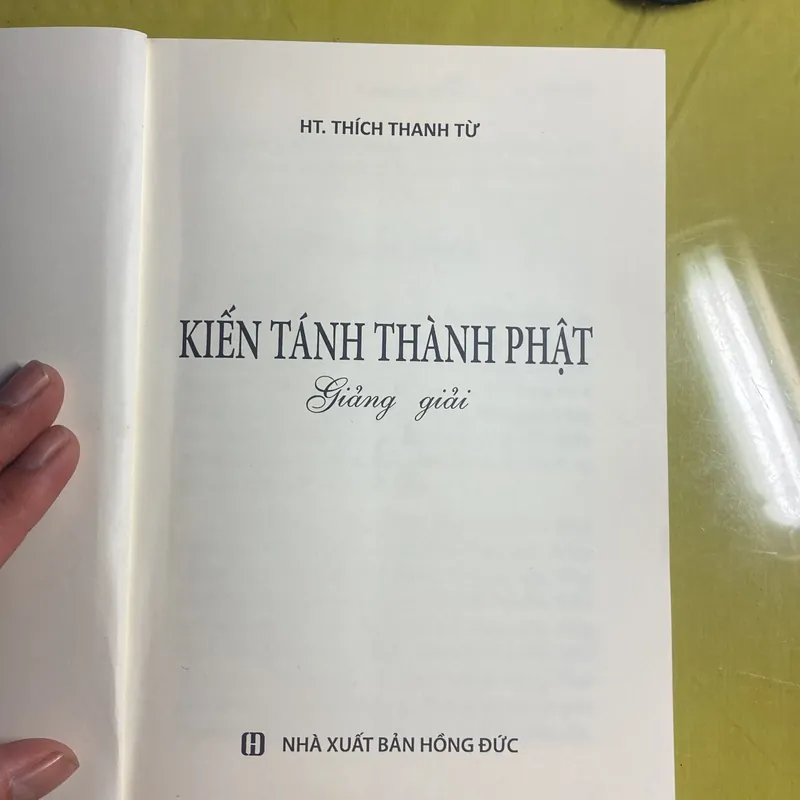 HT. THÍCH THANH TỪ
KIẾN TÁNH THÀNH PHẬT
Giảng giải
H NHÀ XUẤT BẢN HỒNG ĐỨC